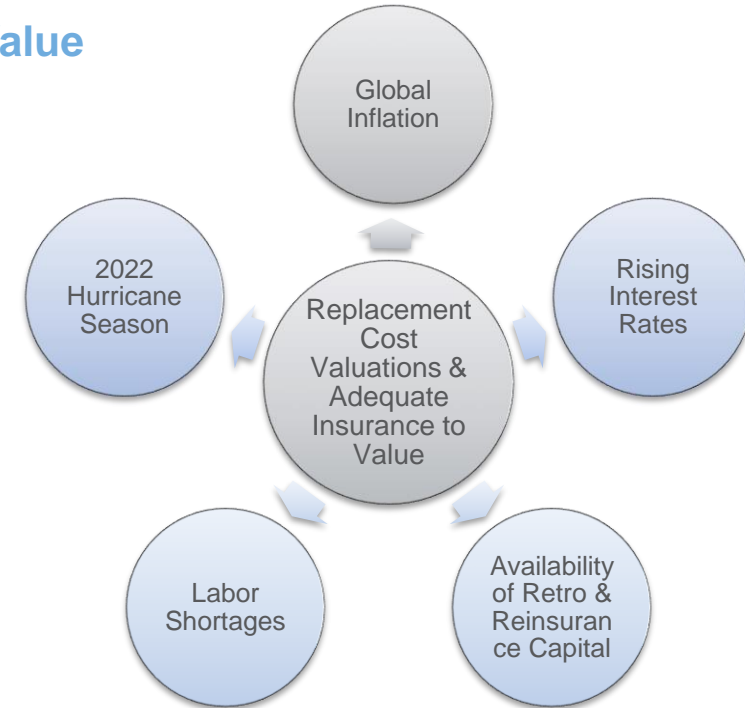 alue
Global
Inflation
2022
Hurricane
Season
Rising
Interest
Rates
Replacement
Cost
Valuations &
Adequate
Insurance to
Value
Labor
Shortages
Availability
of Retro &
Reinsuran
ce Capital